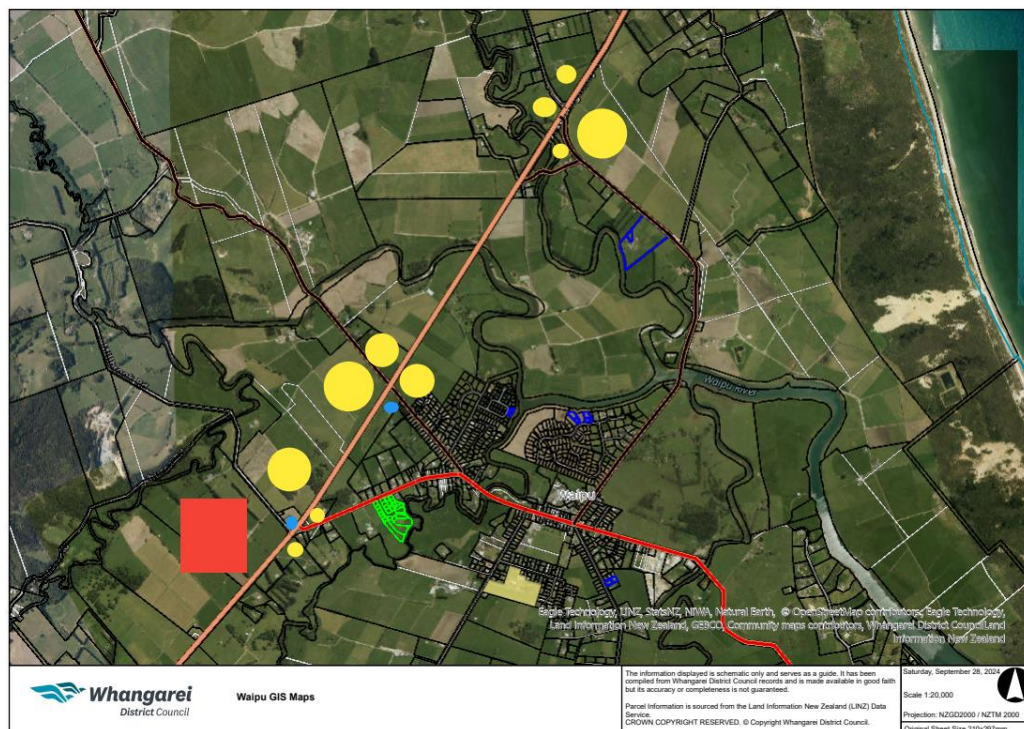 Waipu River
Waipu
Eagle Technology, LINZ, StatsNZ, NIWA, Natural Earth, © OpenStreetMap contributors, Eagle Technology,
Land Information New Zealand, GEBCO, Community maps contributors, Whangarei District Council,Land
Information New Zealand
Whangarei
District Council
Waipu GIS Maps
The information displayed is schematic only and serves as a guide. It has been
compiled from Whangarei District Council records and is made available in good faith
but its accuracy or completeness is not guaranteed.
Parcel Information is sourced from the Land Information New Zealand (LINZ) Data
Service.
CROWN COPYRIGHT RESERVED. © Copyright Whangarei District Council.
Saturday, September 28, 2024
Scale 1:20,000
Projection: NZGD2000 / NZTM 2000
Original Sheet Size 210x297mm